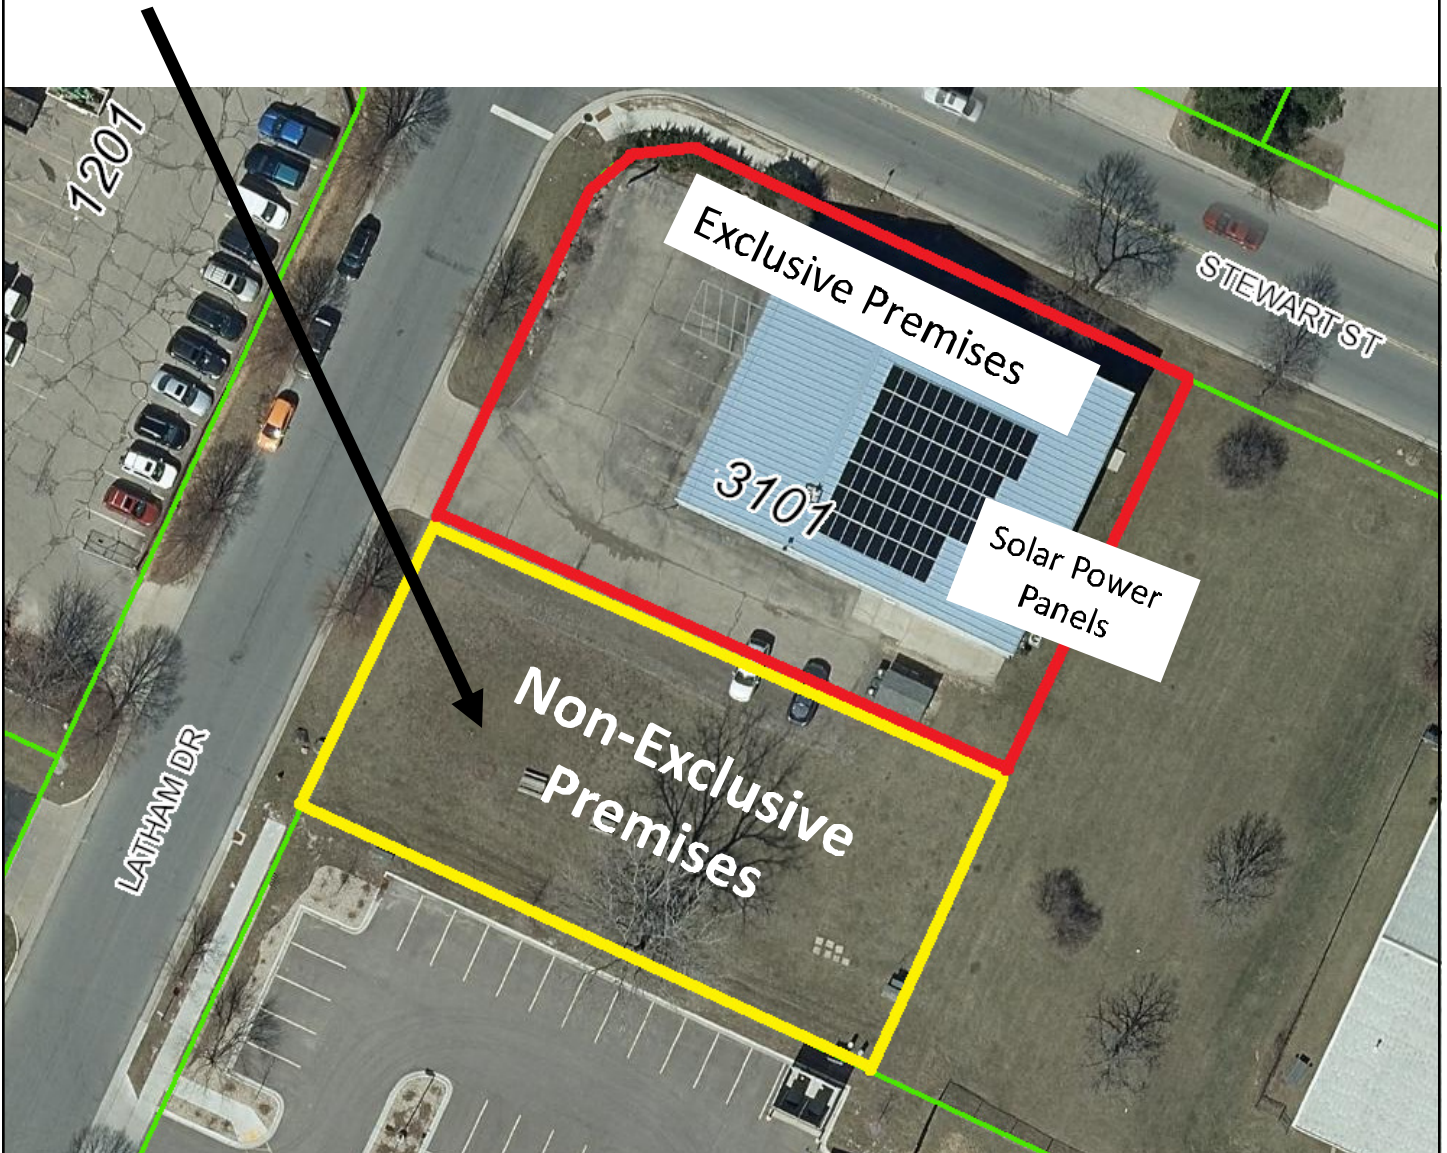 1201
Exclusive Premises
STEWART ST
3101
Solar Power
Panels
Non-Exclusive
Premises
LATHAM DR